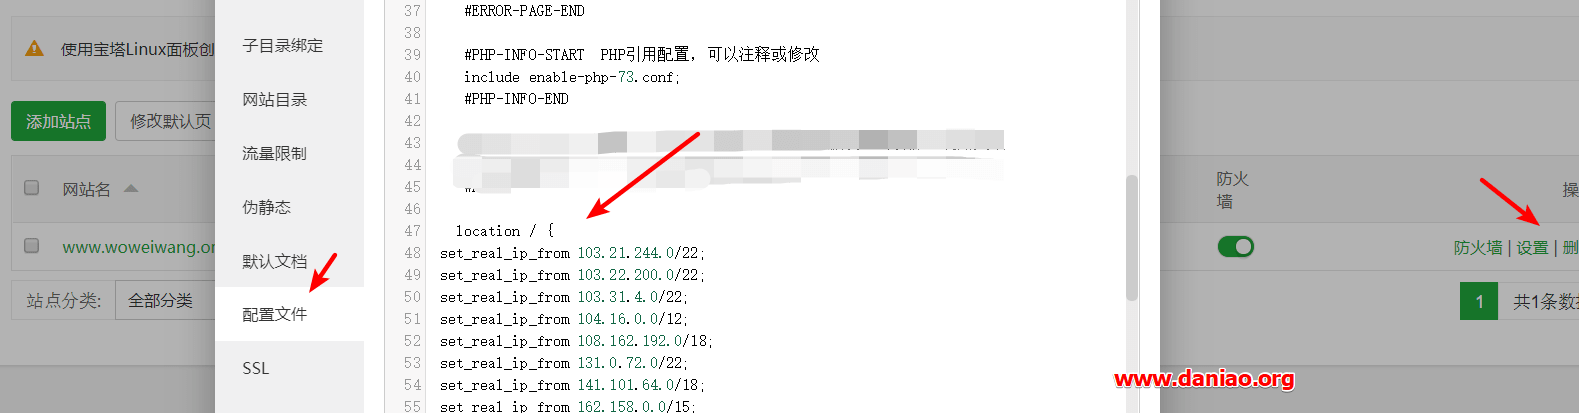 使用宝塔Linux面板创
添加站点
修改默认页
网站名
www.woweiwang.or
站点分类:
全部分类
子目录绑定
网站目录
流量限制
伪静态
默认文档
配置文件
SSL
37 #ERROR-PAGE-END
38
39 #PHP-INFO-START PHP引用配置，可以注释或修改
40 include enable-php-73.conf;
41 #PHP-INFO-END
42
43
44
45
46
47 location / {
48 set_real_ip_from 103.21.244.0/22;
49 set_real_ip_from 103.22.200.0/22;
50 set_real_ip_from 103.31.4.0/22;
51 set_real_ip_from 104.16.0.0/12;
52 set_real_ip_from 108.162.192.0/18;
53 set_real_ip_from 131.0.72.0/22;
54 set_real_ip_from 141.101.64.0/18;
55 set_real_ip_from 162.158.0.0/15;
防火
墙
操
防火墙 | 设置 | 删
1
共1条数据
www.daniao.org